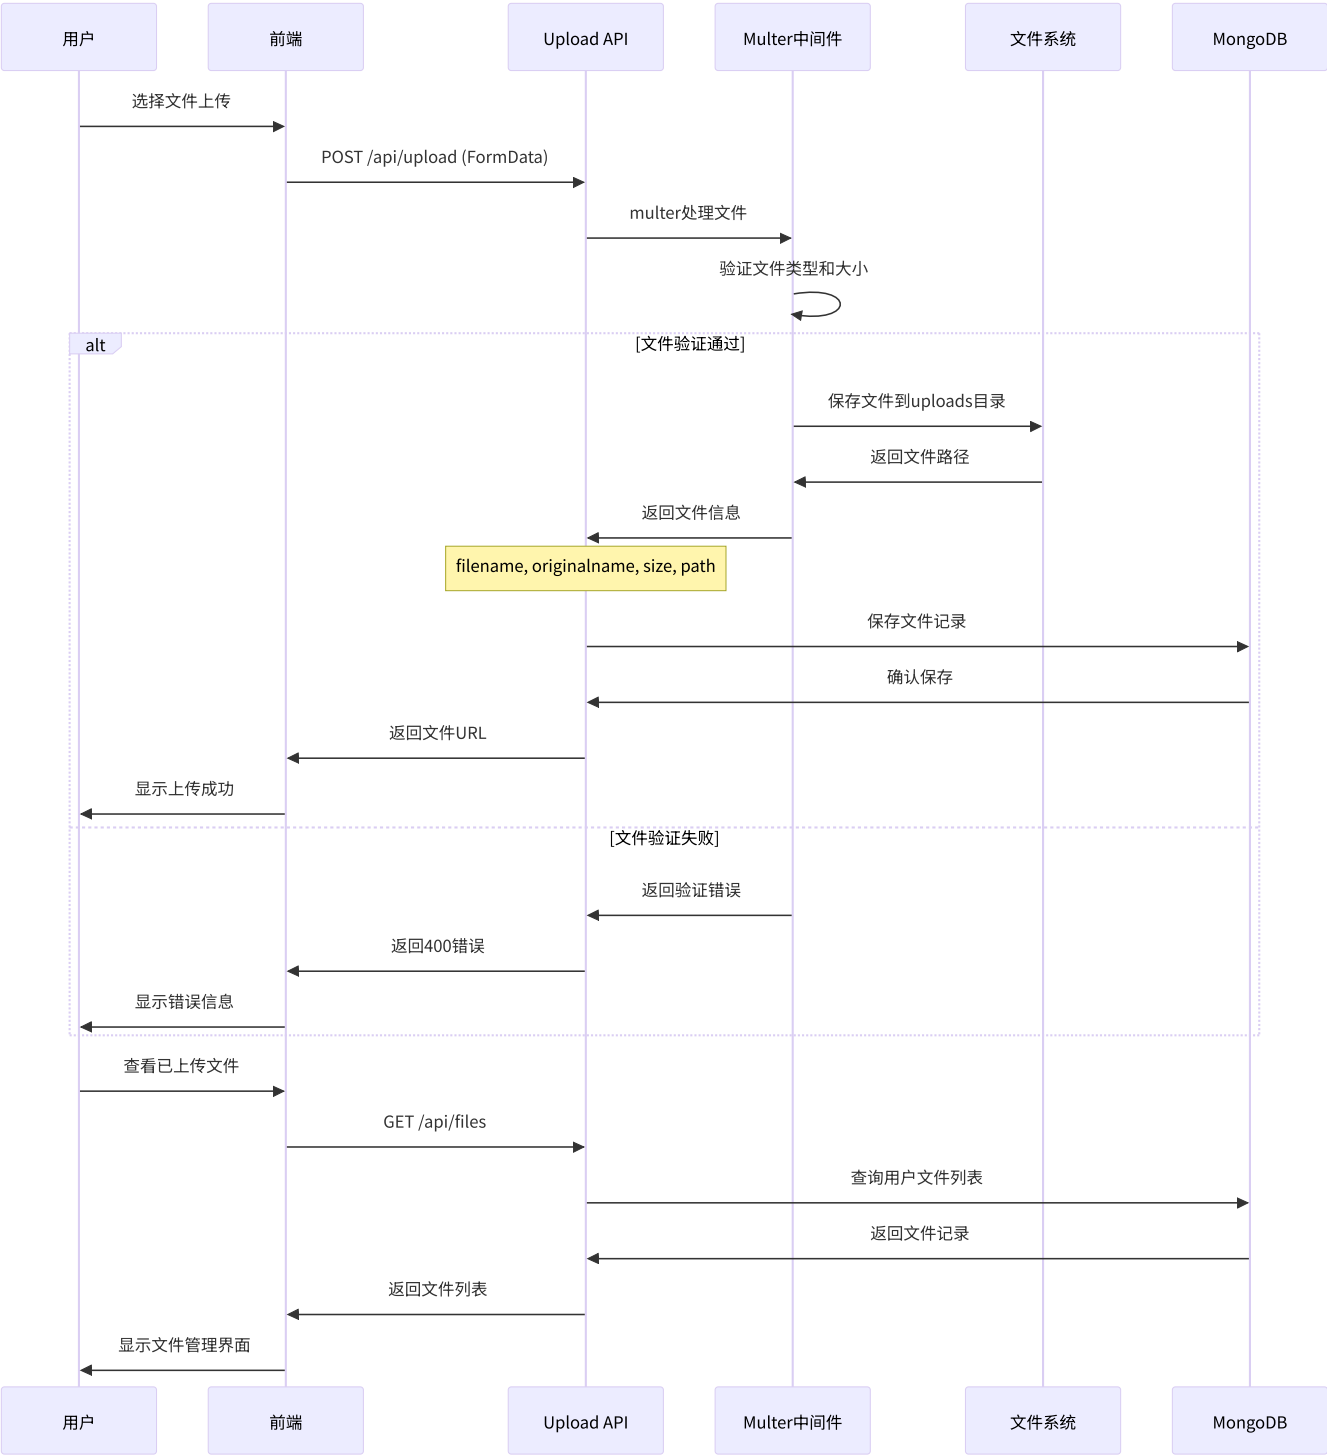 用户
前端
Upload API
Multer中间件
文件系统
MongoDB
选择文件上传
POST /api/upload (FormData)
multer处理文件
验证文件类型和大小
alt
[文件验证通过]
保存文件到uploads目录
返回文件路径
返回文件信息
filename, originalname, size, path
保存文件记录
确认保存
返回文件URL
显示上传成功
[文件验证失败]
返回验证错误
返回400错误
显示错误信息
查看已上传文件
GET /api/files
查询用户文件列表
返回文件记录
返回文件列表
显示文件管理界面
用户
前端
Upload API
Multer中间件
文件系统
MongoDB